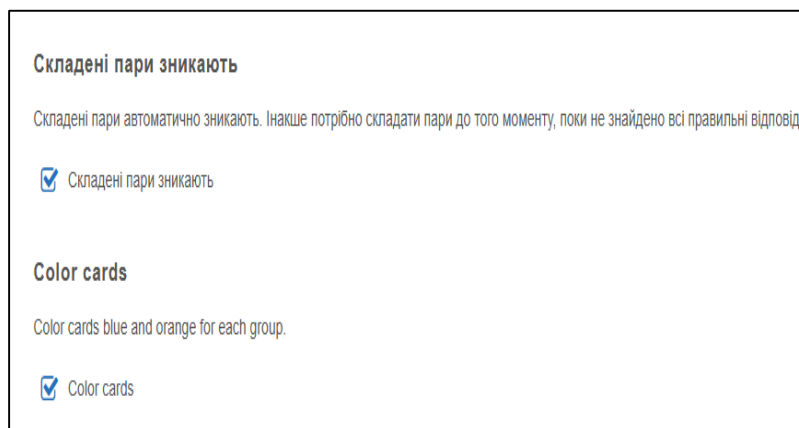 Складені пари зникають
Складені пари автоматично зникають. Інакше потрібно складати пари до того моменту, поки не знайдено всі правильні відповід
Складені пари зникають
Color cards
Color cards blue and orange for each group.
Color cards